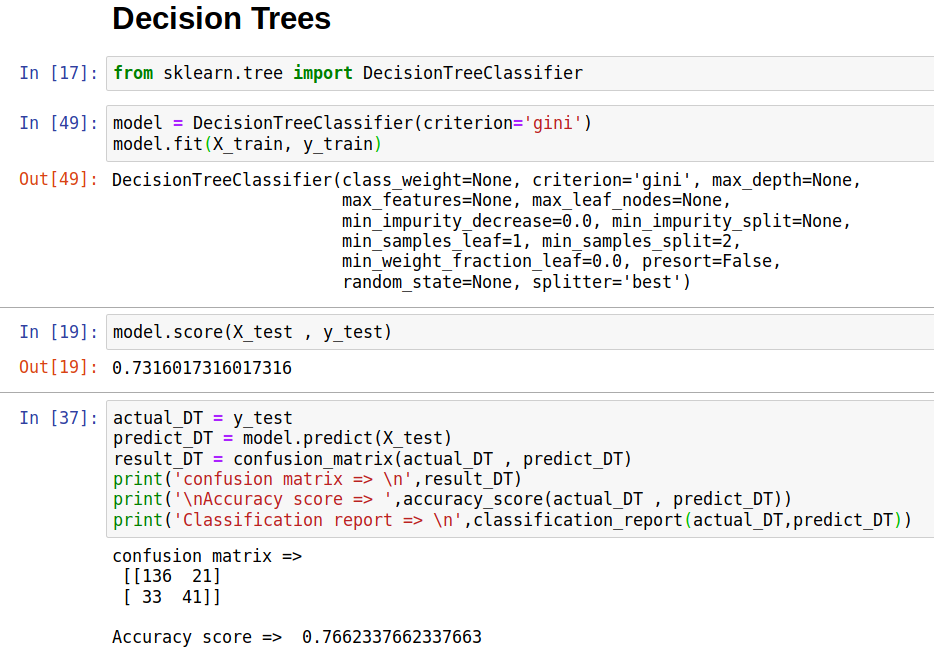 Decision Trees
In [17]: from sklearn.tree import DecisionTreeClassifier
In [49]: model = DecisionTreeClassifier(criterion='gini')
model.fit(X_train, y_train)
Out[49]: DecisionTreeClassifier(class_weight=None, criterion='gini', max_depth=None,
max_features=None, max_leaf_nodes=None,
min_impurity_decrease=0.0, min_impurity_split=None,
min_samples_leaf=1, min_samples_split=2,
min_weight_fraction_leaf=0.0, presort=False,
random_state=None, splitter='best')
In [19]: model.score(X_test , y_test)
Out[19]: 0.7316017316017316
In [37]: actual_DT = y_test
predict_DT = model.predict(X_test)
result_DT = confusion_matrix(actual_DT , predict_DT)
print('confusion matrix => \n',result_DT)
print('\nAccuracy score => ',accuracy_score(actual_DT , predict_DT))
print('Classification report => \n',classification_report(actual_DT,predict_DT))
confusion matrix =>
[[136  21]
[ 33  41]]
Accuracy score =>  0.7662337662337663